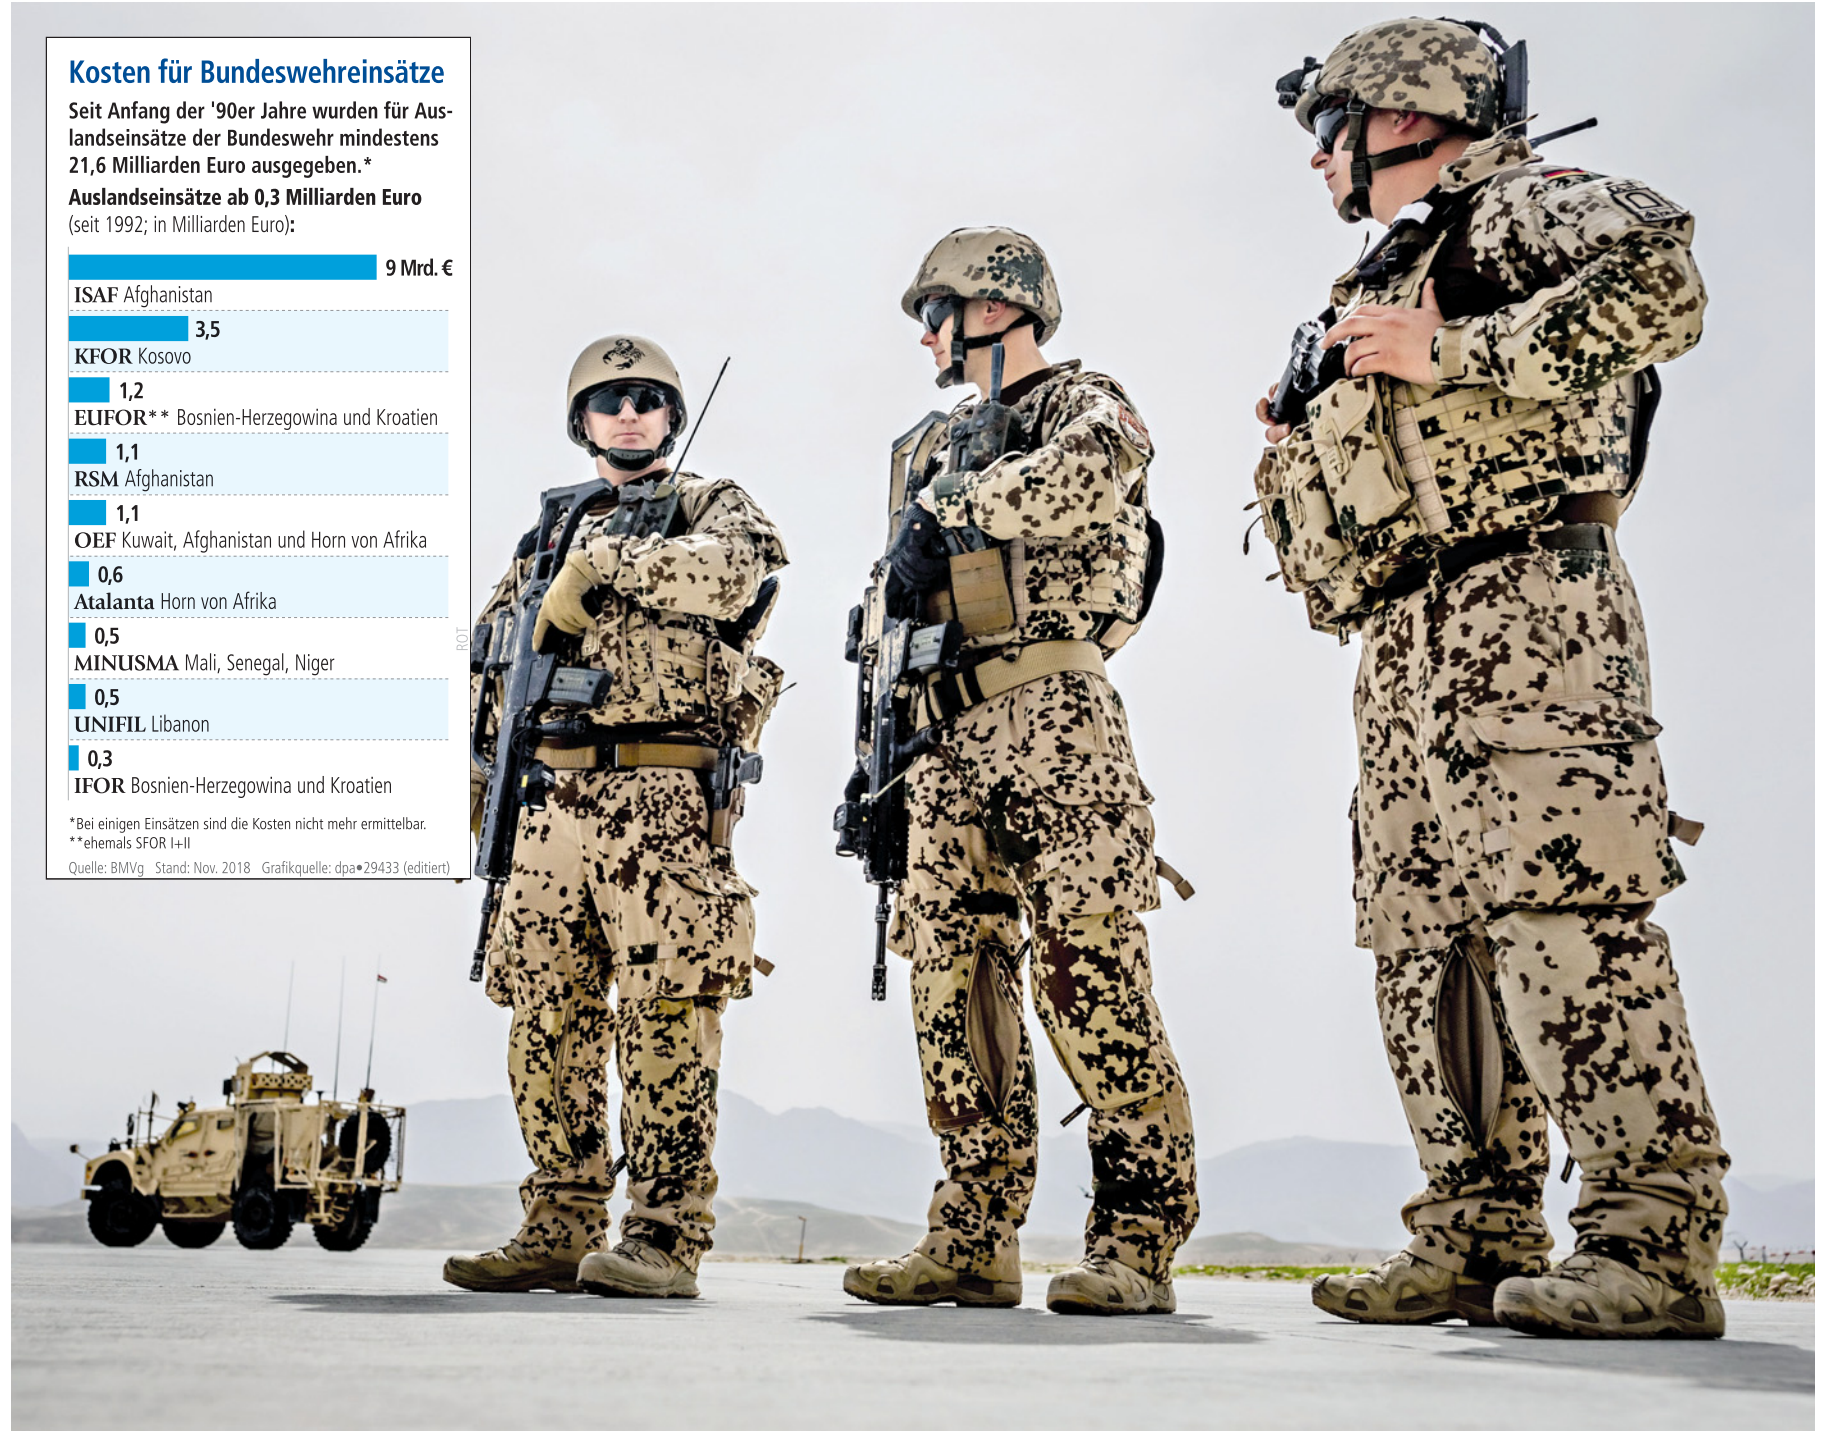 Kosten für Bundeswehreinsätze
Seit Anfang der '90er Jahre wurden für Aus-
landseinsätze der Bundeswehr mindestens
21,6 Milliarden Euro ausgegeben.*
Auslandseinsätze ab 0,3 Milliarden Euro
(seit 1992; in Milliarden Euro):
9 Mrd. €
ISAF Afghanistan
3,5
KFOR Kosovo
1,2
EUFOR** Bosnien-Herzegowina und Kroatien
1,1
RSM Afghanistan
1,1
OEF Kuwait, Afghanistan und Horn von Afrika
0,6
Atalanta Horn von Afrika
0,5
MINUSMA Mali, Senegal, Niger
0,5
UNIFIL Libanon
0,3
IFOR Bosnien-Herzegowina und Kroatien
*Bei einigen Einsätzen sind die Kosten nicht mehr ermittelbar.
**ehemals SFOR I+II
Quelle: BMVg Stand: Nov. 2018 Grafikquelle: dpa•29433 (editiert)
ROT